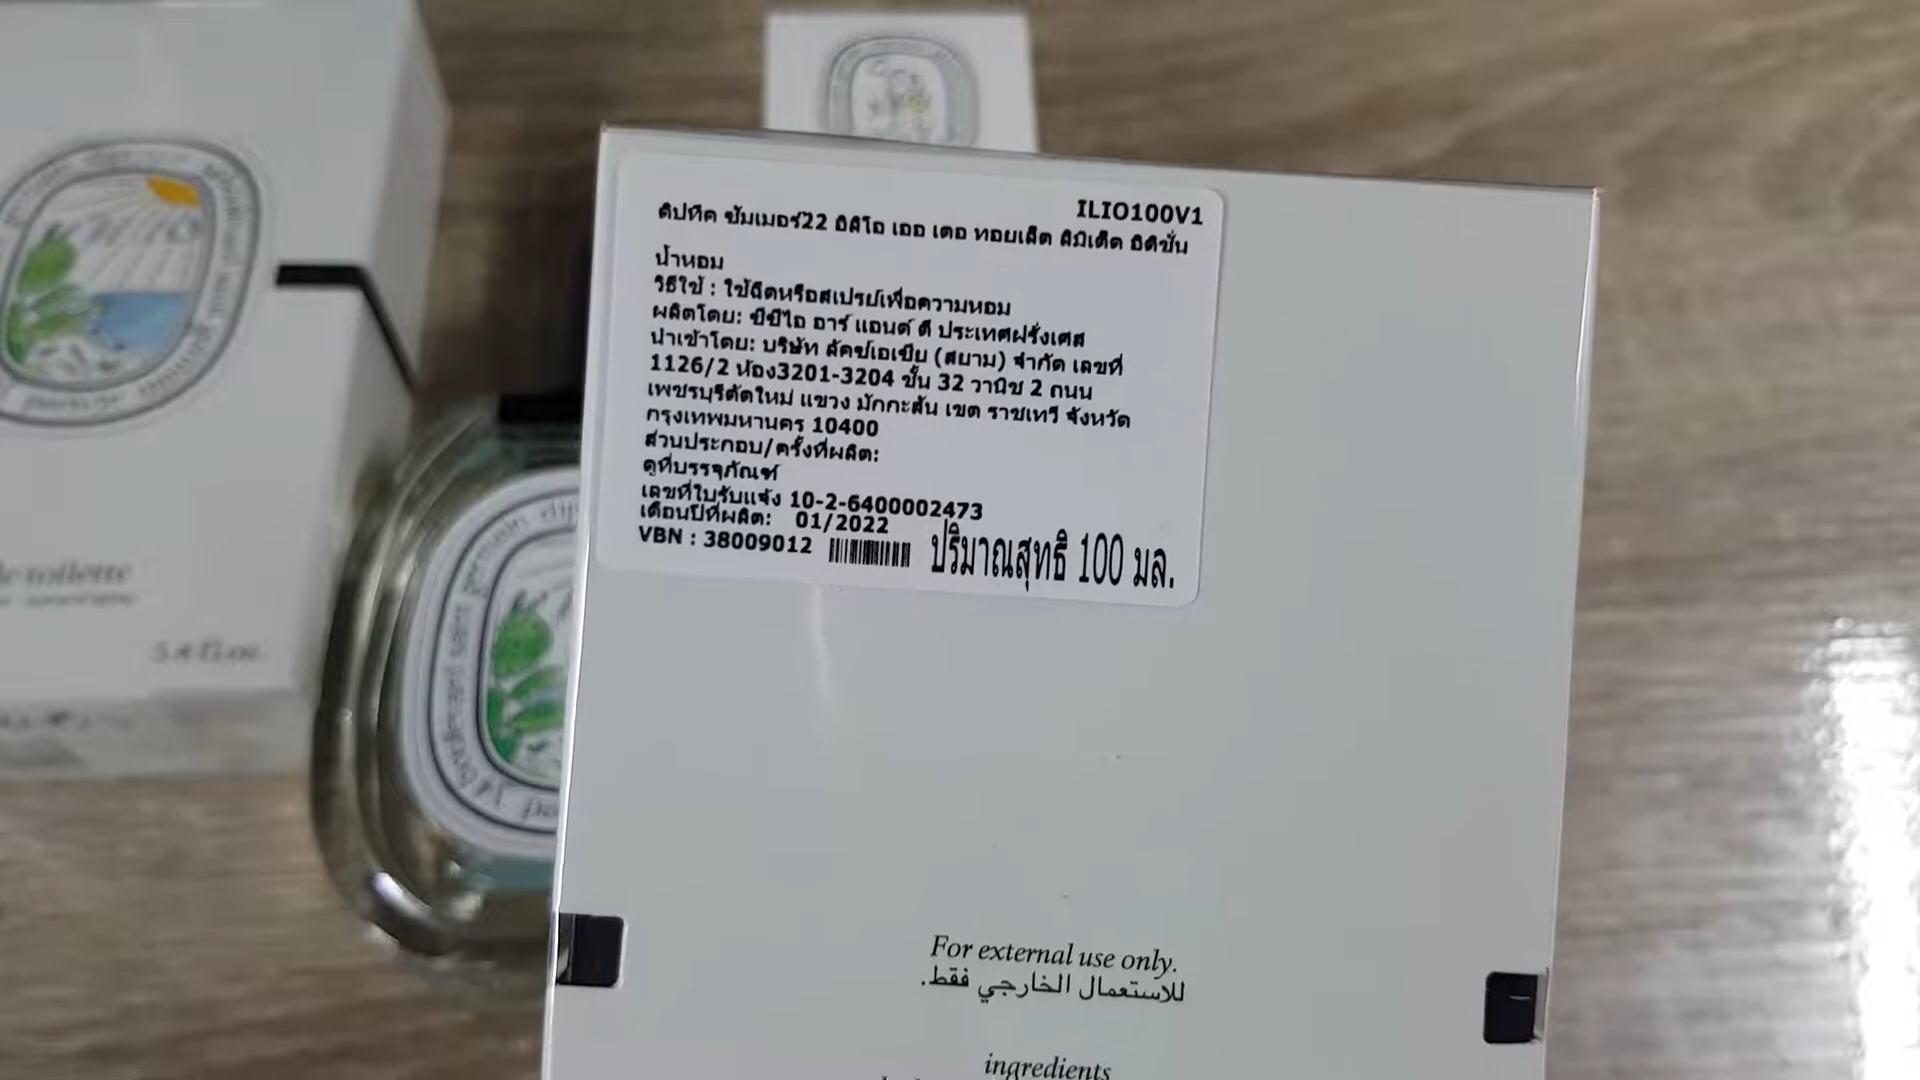 ILIO100V1
ดิปทีค ซัมเมอร์22 อิลิโอ เออ เดอ ทอยเล็ต ลิมิเต็ด อิดิชั่น
น้ำหอม
วิธีใช้ : ใช้ฉีดหรือสเปรย์เพื่อความหอม
ผลิตโดย: ซีซีไอ อาร์ แอนด์ ดี ประเทศฝรั่งเศส
นำเข้าโดย: บริษัท ลัคซ์เอเชีย (สยาม) จำกัด เลขที่
1126/2 ห้อง3201-3204 ชั้น 32 วานิช 2 ถนน
เพชรบุรีตัดใหม่ แขวง มักกะสัน เขต ราชเทวี จังหวัด
กรุงเทพมหานคร 10400
ส่วนประกอบ/ครั้งที่ผลิต:
ดูที่บรรจุภัณฑ์
เลขที่ใบรับแจ้ง 10-2-6400002473
เดือนปีที่ผลิต: 01/2022
VBN : 38009012
ปริมาณสุทธิ 100 มล.
For external use only.
للاستعمال الخارجي فقط.
ingredients
de toilette
34 boulevard saint germain